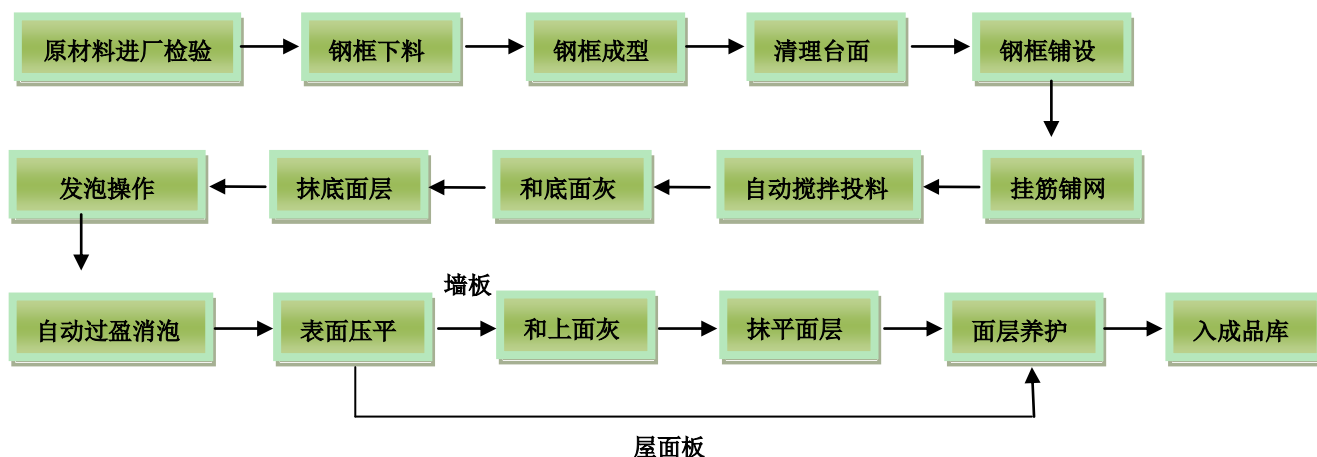 原材料进厂检验
钢框下料
钢框成型
清理台面
钢框铺设
发泡操作
抹底面层
和底面灰
自动搅拌投料
挂筋铺网
墙板
自动过盈消泡
表面压平
和上面灰
抹平面层
面层养护
入成品库
屋面板